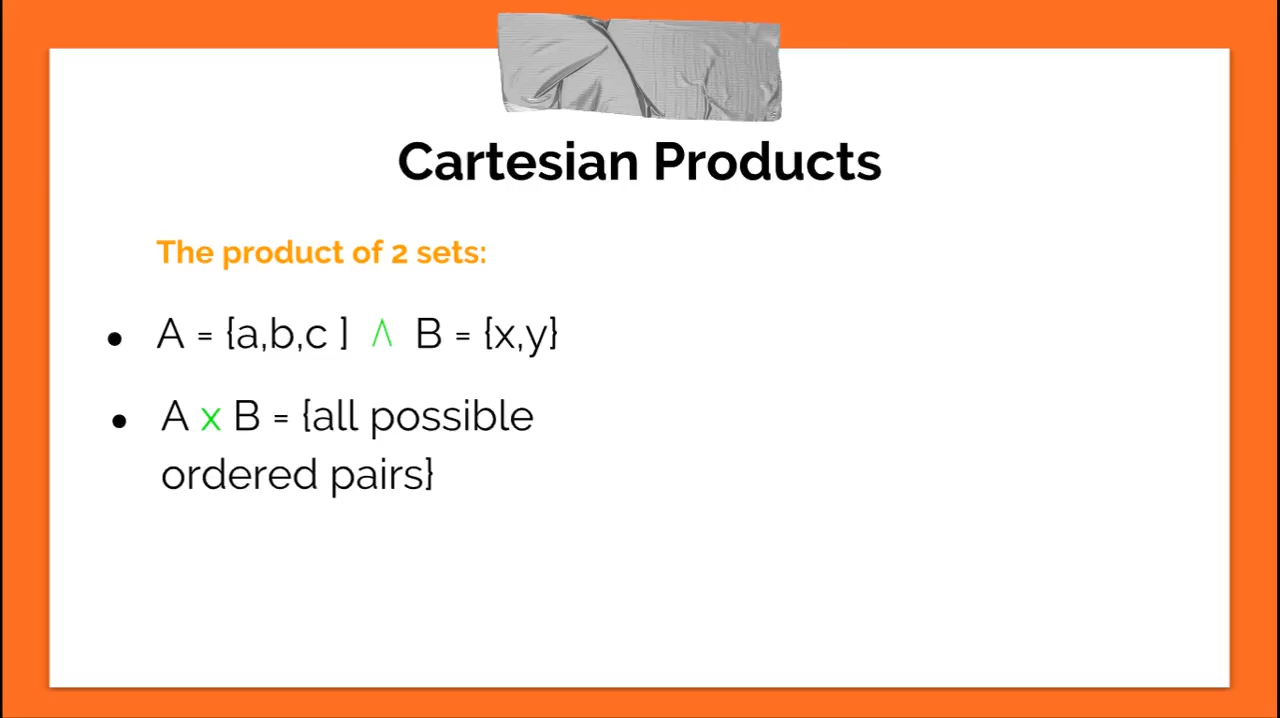 Cartesian Products
The product of 2 sets:
● A = {a,b,c ] ∧ B = {x,y}
● A x B = {all possible
ordered pairs}